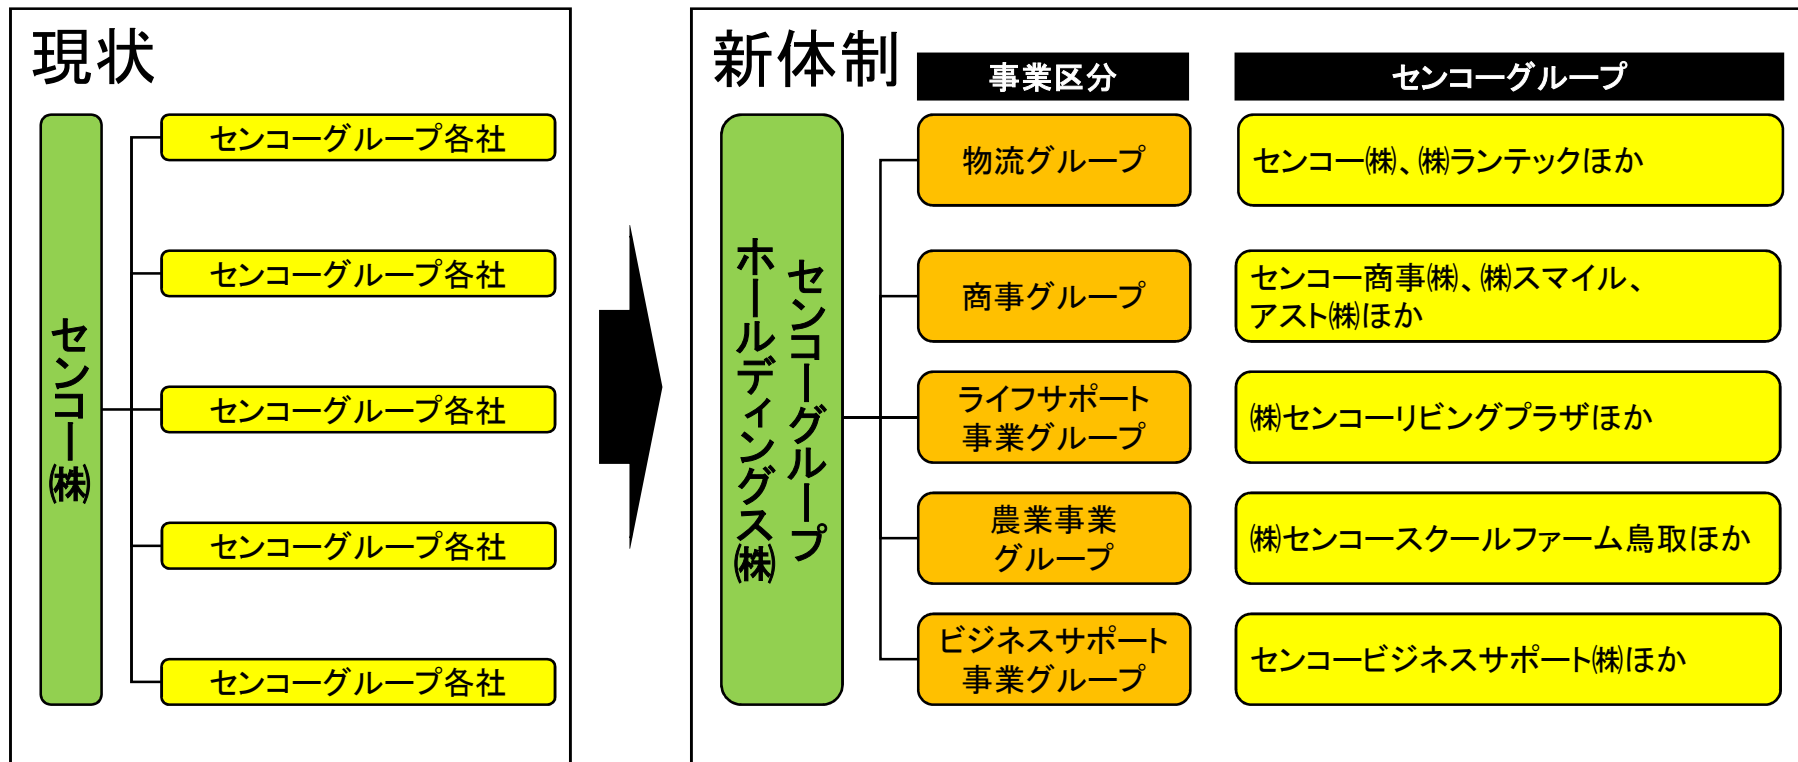 現状
センコー㈱
センコーグループ各社
センコーグループ各社
センコーグループ各社
センコーグループ各社
センコーグループ各社
新体制
事業区分
センコーグループ
センコーグループ
ホールディングス㈱
物流グループ
センコー㈱、㈱ランテックほか
商事グループ
センコー商事㈱、㈱スマイル、
アスト㈱ほか
ライフサポート
事業グループ
㈱センコーリビングプラザほか
農業事業
グループ
㈱センコースクールファーム鳥取ほか
ビジネスサポート
事業グループ
センコービジネスサポート㈱ほか